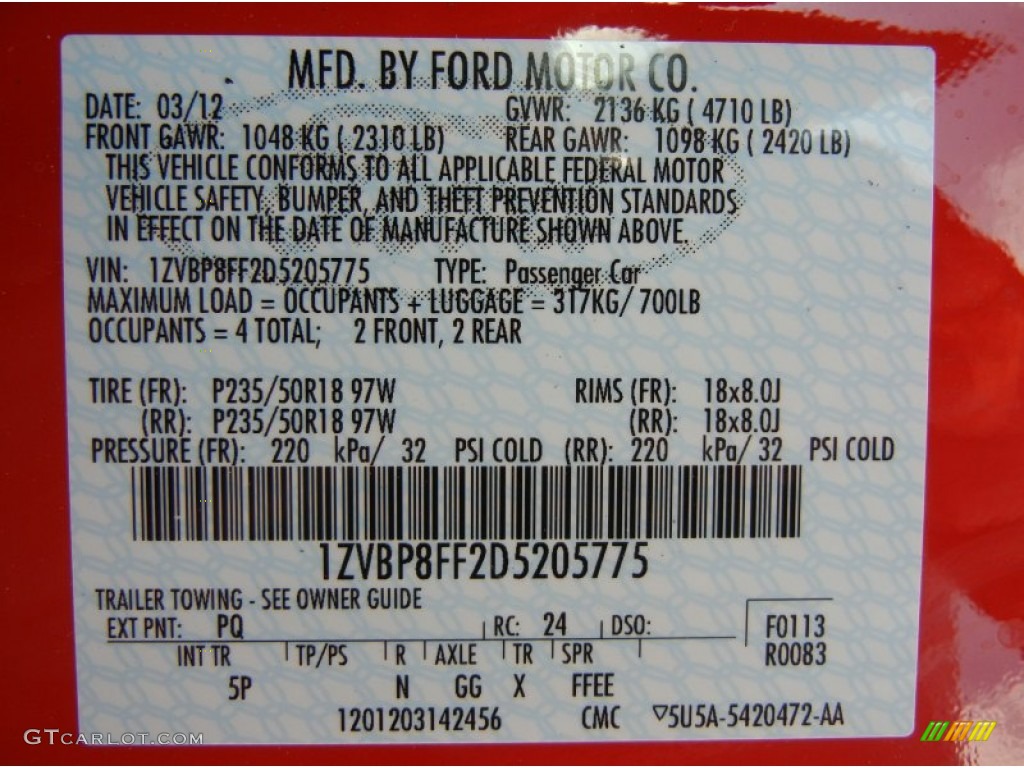 MFD. BY FORD MOTOR CO.
DATE: 03/12 GVWR: 2136 KG ( 4710 LB)
FRONT GAWR: 1048 KG ( 2310 LB) REAR GAWR: 1098 KG ( 2420 LB)
THIS VEHICLE CONFORMS TO ALL APPLICABLE FEDERAL MOTOR
VEHICLE SAFETY, BUMPER, AND THEFT PREVENTION STANDARDS
IN EFFECT ON THE DATE OF MANUFACTURE SHOWN ABOVE.
VIN: 1ZVBP8FF2D5205775 TYPE: Passenger Car
MAXIMUM LOAD = OCCUPANTS + LUGGAGE = 317KG/ 700LB
OCCUPANTS = 4 TOTAL; 2 FRONT, 2 REAR
TIRE (FR): P235/50R18 97W RIMS (FR): 18x8.0J
(RR): P235/50R18 97W (RR): 18x8.0J
PRESSURE (FR): 220 kPa/ 32 PSI COLD (RR): 220 kPa/ 32 PSI COLD
1ZVBP8FF2D5205775
TRAILER TOWING - SEE OWNER GUIDE
EXT PNT: PQ RC: 24 DSO: F0113
INT TR TP/PS R AXLE TR SPR R0083
5P N GG X FFEE
1201203142456 CMC ▽5U5A-5420472-AA
GTCARLOT.COM